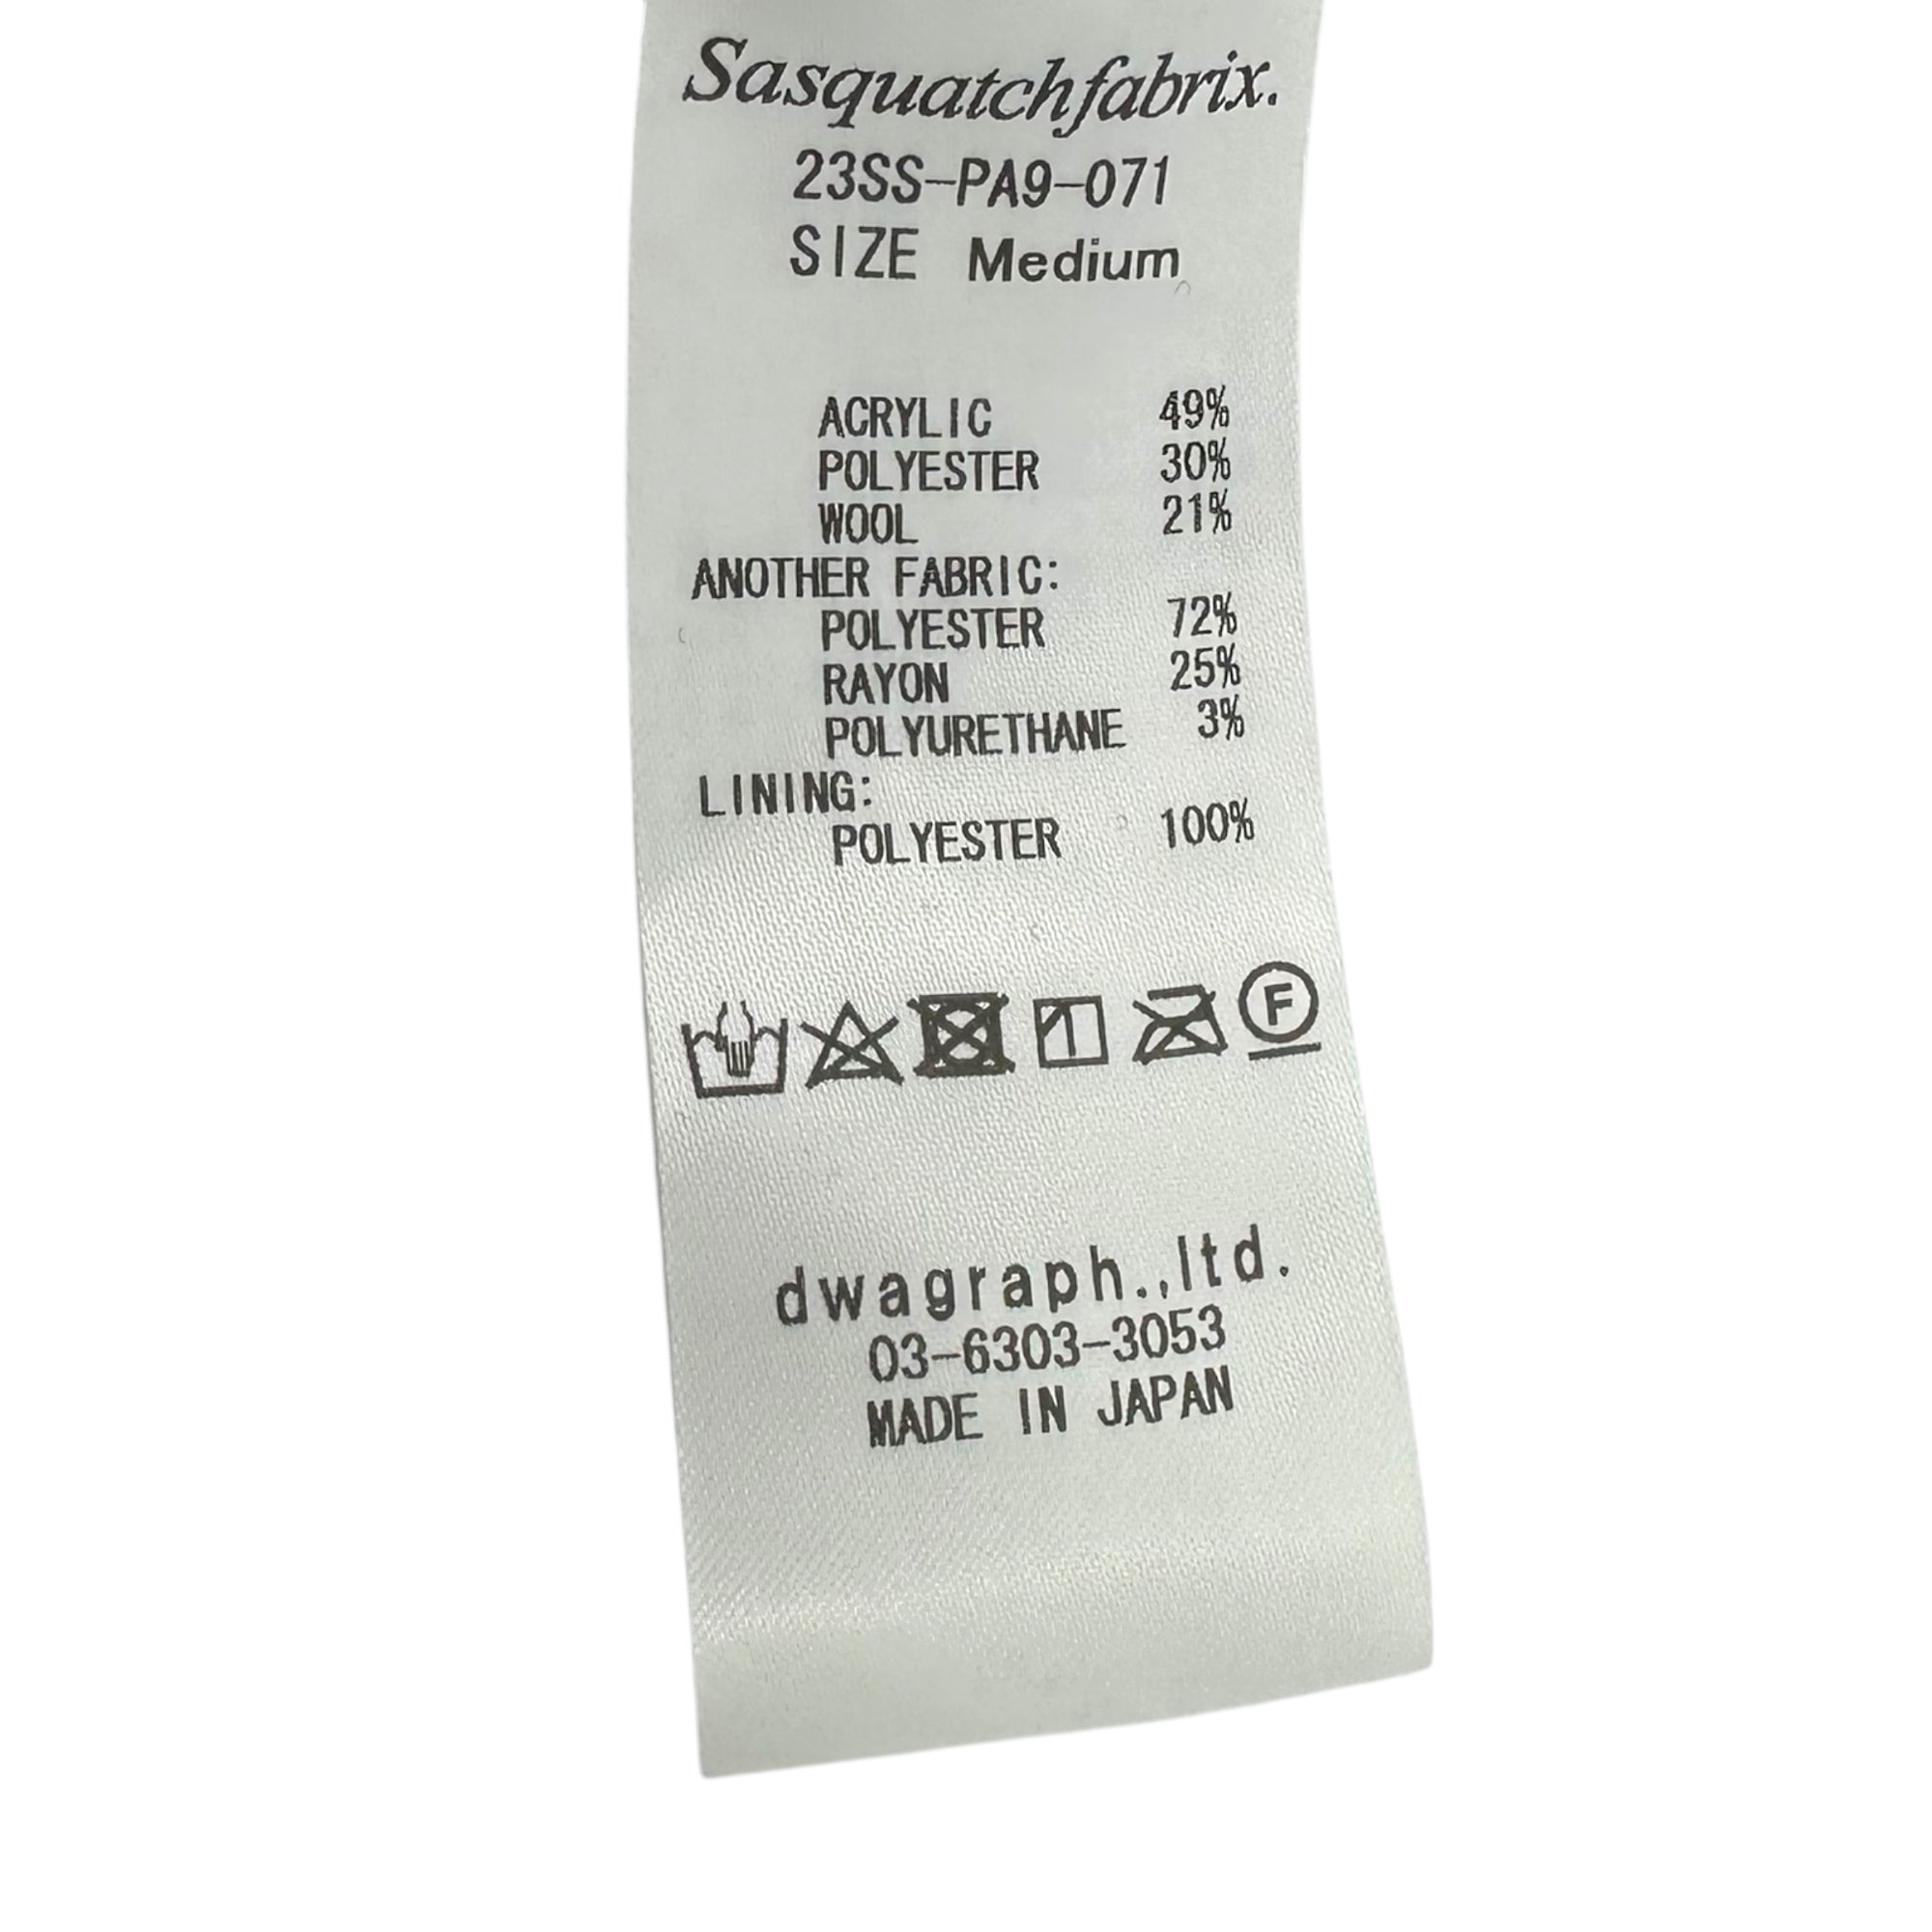 Sasquatchfabrix.
23SS-PA9-071
SIZE Medium
ACRYLIC 49%
POLYESTER 30%
WOOL 21%
ANOTHER FABRIC:
POLYESTER 72%
RAYON 25%
POLYURETHANE 3%
LINING:
POLYESTER 100%
F
dwagraph.,ltd.
03-6303-3053
MADE IN JAPAN